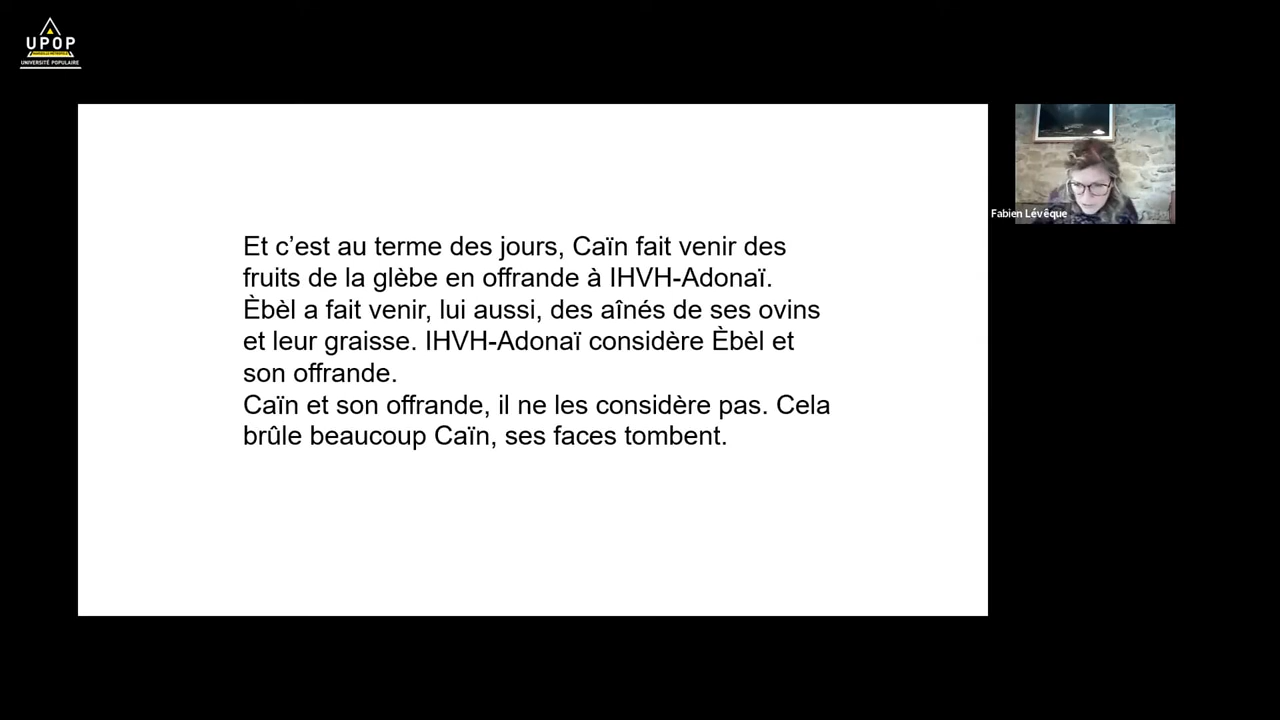 UPOP
UNIVERSITÉ POPULAIRE
Et c’est au terme des jours, Caïn fait venir des
fruits de la glèbe en offrande à IHVH-Adonaï.
Èbèl a fait venir, lui aussi, des aînés de ses ovins
et leur graisse. IHVH-Adonaï considère Èbèl et
son offrande.
Caïn et son offrande, il ne les considère pas. Cela
brûle beaucoup Caïn, ses faces tombent.
Fabien Lévêque